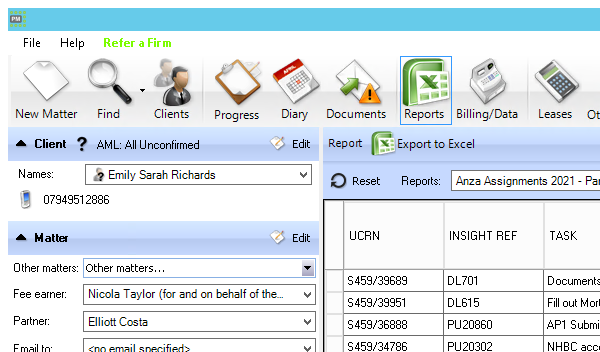 PM
File Help Refer a Firm
New Matter Find Clients Progress Diary Documents Reports Billing/Data Leases
Client ? AML: All Unconfirmed Edit
Report Export to Excel
Names: Emily Sarah Richards
Reset Reports: Anza Assignments 2021 - Par
07949512886
Matter Edit
UCRN INSIGHT REF TASK
Other matters: Other matters...
S459/39689 DL701 Documents
Fee earner: Nicola Taylor (for and on behalf of the...
S459/39951 DL615 Fill out Mor
Partner: Elliott Costa
S459/36888 PU20860 AP1 Submi
Email to: <no email specified>
S459/34786 PU20302 NHBC acc